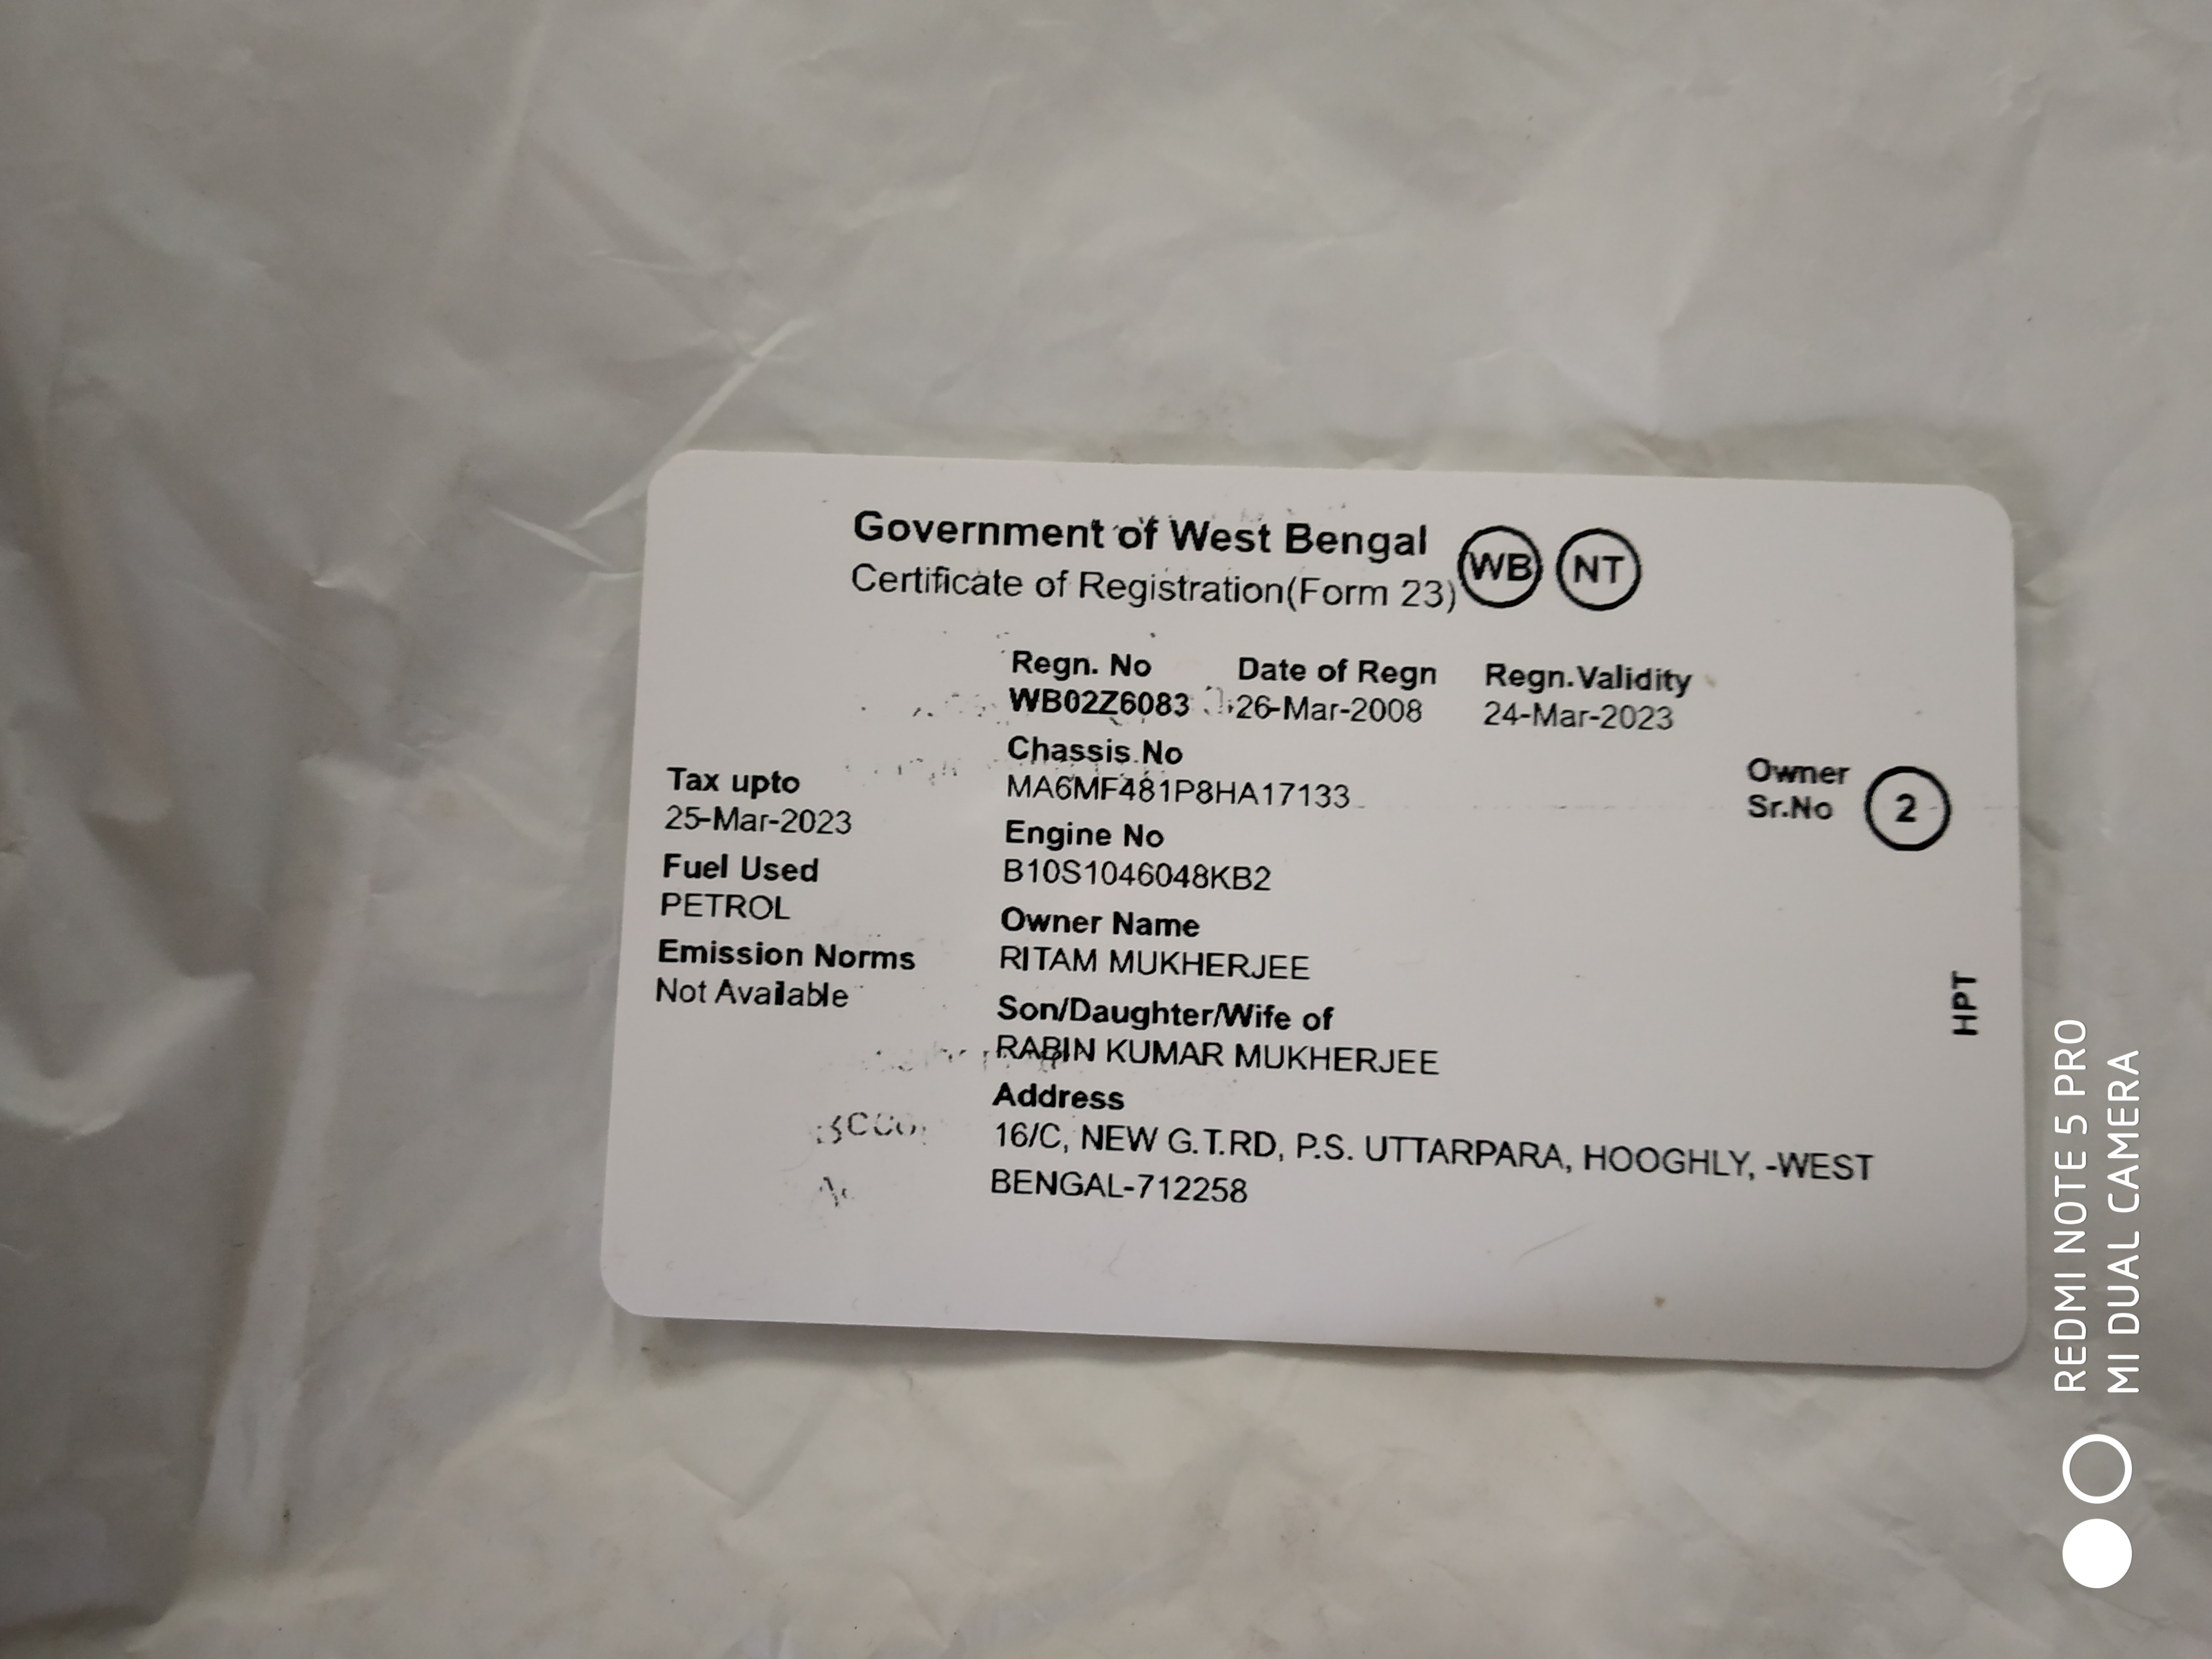 Government of West Bengal
Certificate of Registration(Form 23)
WB NT
Regn. No Date of Regn Regn.Validity
WB02Z6083 26-Mar-2008 24-Mar-2023
Tax upto
25-Mar-2023
Chassis No
MA6MF481P8HA17133
Owner
Sr.No 2
Fuel Used
PETROL
Engine No
B10S1046048KB2
Emission Norms
Not Available
Owner Name
RITAM MUKHERJEE
Son/Daughter/Wife of
RABIN KUMAR MUKHERJEE
Address
16/C, NEW G.T.RD, P.S. UTTARPARA, HOOGHLY, -WEST
BENGAL-712258
REDMI NOTE 5 PRO
MI DUAL CAMERA